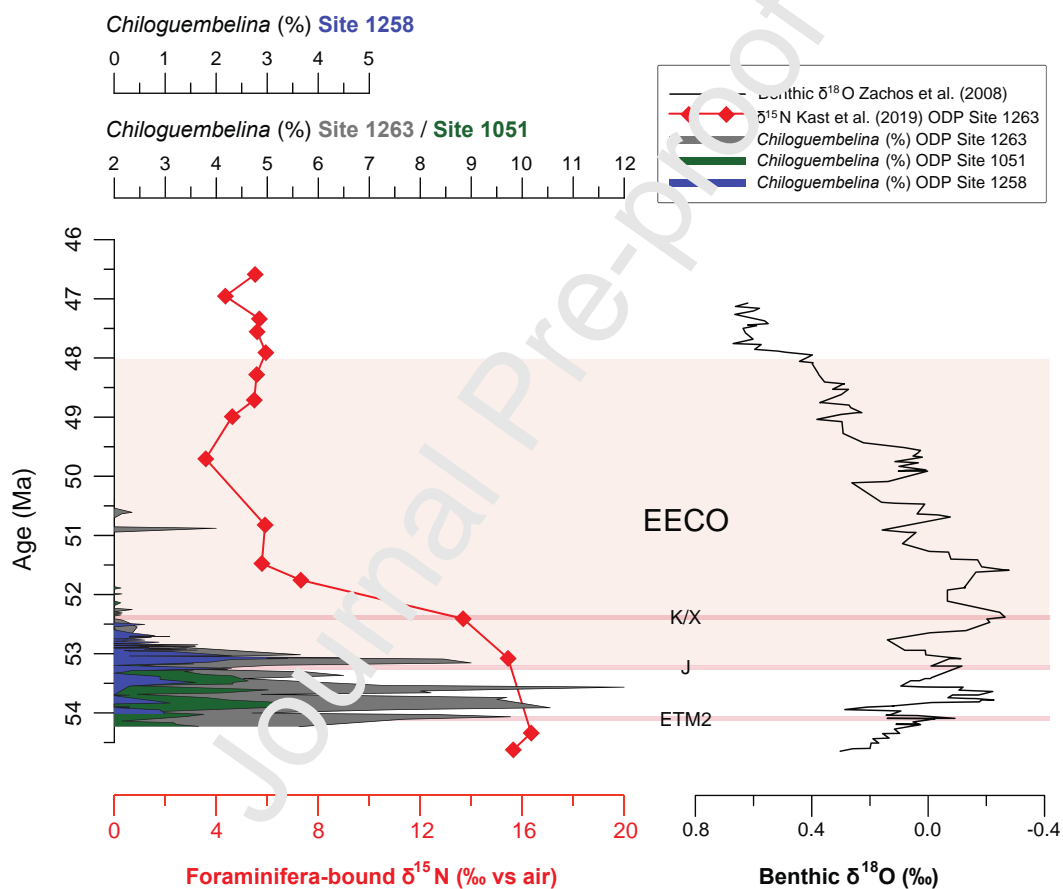 Chiloguembelina (%) Site 1258
0 1 2 3 4 5
Chiloguembelina (%) Site 1263 / Site 1051
2 3 4 5 6 7 8 9 10 11 12
Benthic δ18O Zachos et al. (2008)
δ15N Kast et al. (2019) ODP Site 1263
Chiloguembelina (%) ODP Site 1263
Chiloguembelina (%) ODP Site 1051
Chiloguembelina (%) ODP Site 1258
Journal Pre-proof
Age (Ma)
46
47
48
49
50
51
52
53
54
EECO
K/X
J
ETM2
0 4 8 12 16 20
Foraminifera-bound δ15N (‰ vs air)
0.8 0.4 0.0 -0.4
Benthic δ18O (‰)